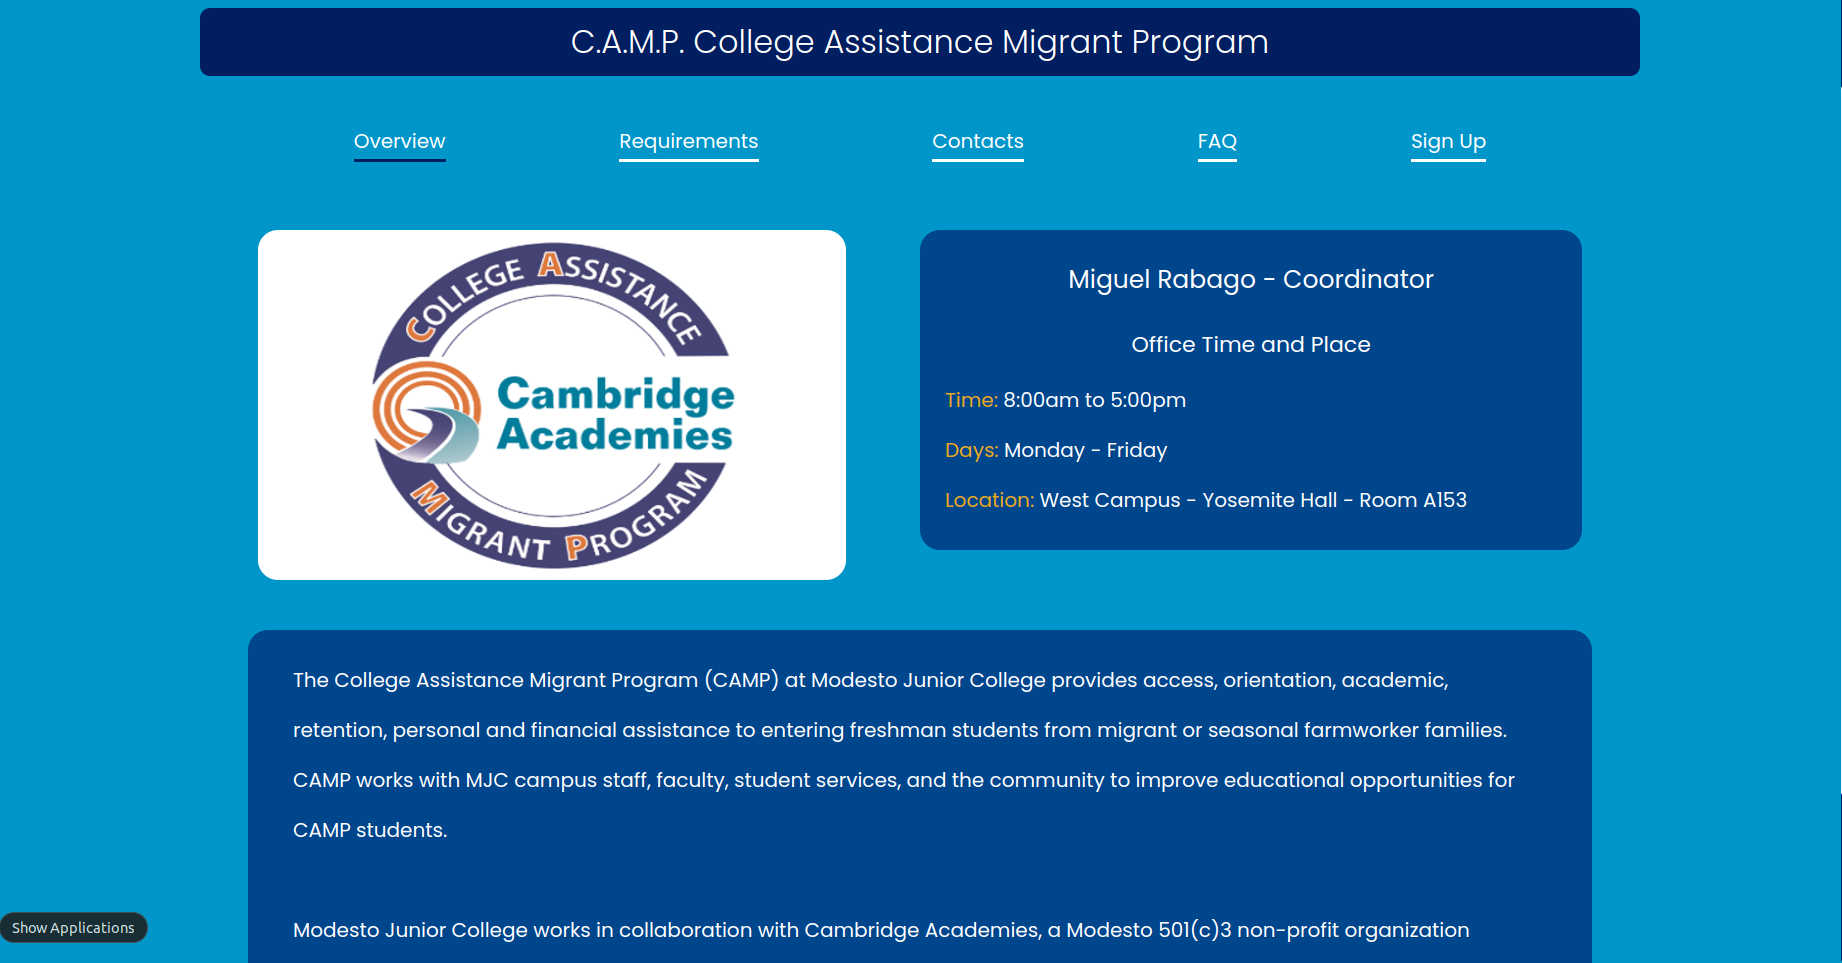 C.A.M.P. College Assistance Migrant Program
Overview
Requirements
Contacts
FAQ
Sign Up
COLLEGE ASSISTANCE
Cambridge
Academies
MIGRANT PROGRAM
Miguel Rabago - Coordinator
Office Time and Place
Time: 8:00am to 5:00pm
Days: Monday - Friday
Location: West Campus - Yosemite Hall - Room A153
The College Assistance Migrant Program (CAMP) at Modesto Junior College provides access, orientation, academic,
retention, personal and financial assistance to entering freshman students from migrant or seasonal farmworker families.
CAMP works with MJC campus staff, faculty, student services, and the community to improve educational opportunities for
CAMP students.
Modesto Junior College works in collaboration with Cambridge Academies, a Modesto 501(c)3 non-profit organization
Show Applications